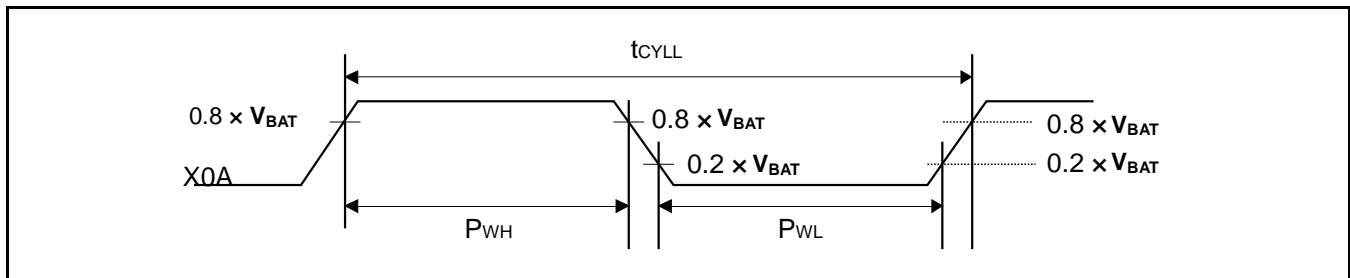 tCYLL
0.8 × VBAT
0.8 × VBAT
0.8 × VBAT
0.2 × VBAT
0.2 × VBAT
X0A
PWH
PWL